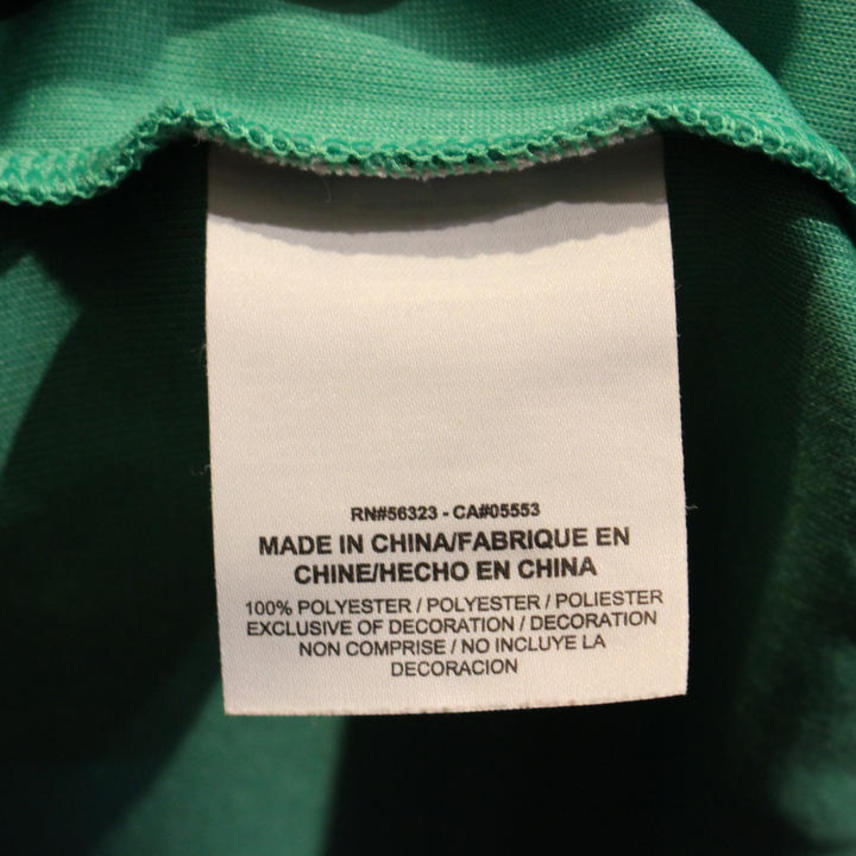 RN#56323 - CA#05553
MADE IN CHINA/FABRIQUE EN
CHINE/HECHO EN CHINA
100% POLYESTER / POLYESTER / POLIESTER
EXCLUSIVE OF DECORATION / DECORATION
NON COMPRISE / NO INCLUYE LA
DECORACION